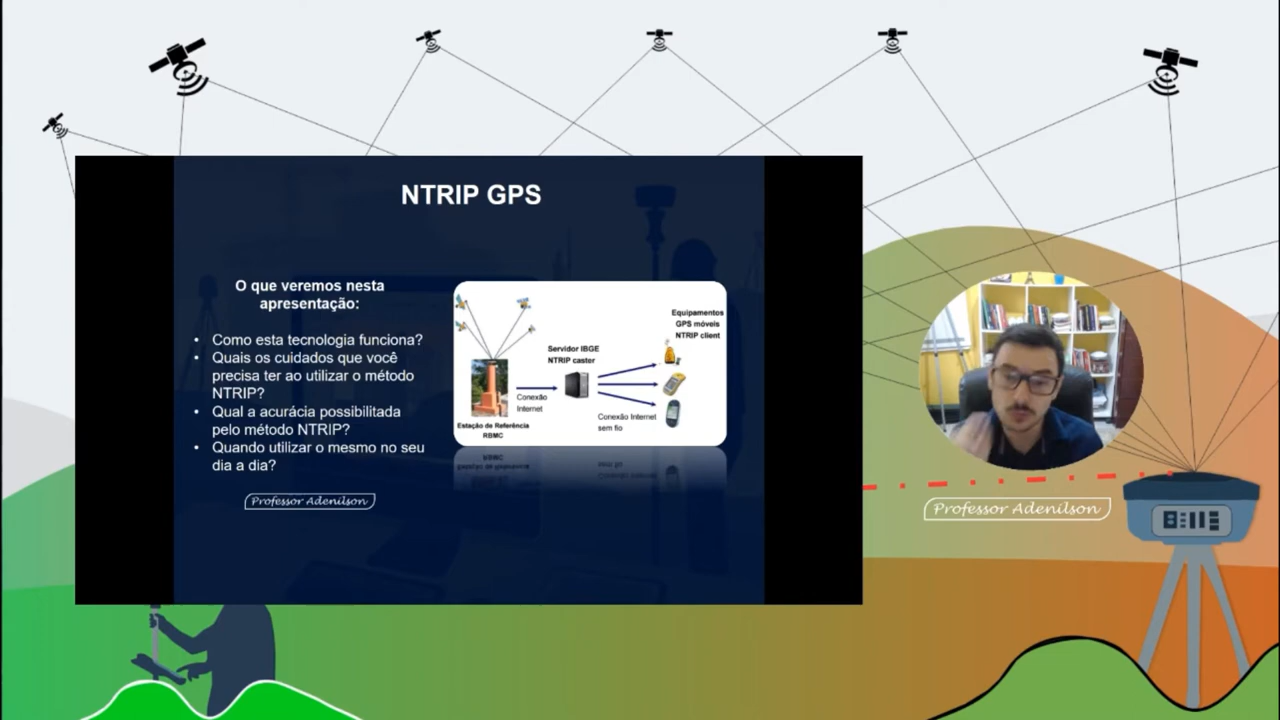 NTRIP GPS
O que veremos nesta
apresentação:
• Como esta tecnologia funciona?
• Quais os cuidados que você
precisa ter ao utilizar o método
NTRIP?
• Qual a acurácia possibilitada
pelo método NTRIP?
• Quando utilizar o mesmo no seu
dia a dia?
Professor Adenilson
Equipamentos
GPS móveis
NTRIP client
Servidor IBGE
NTRIP caster
Conexão
Internet
Conexão Internet
sem fio
Estação de Referência
RBMC
Professor Adenilson